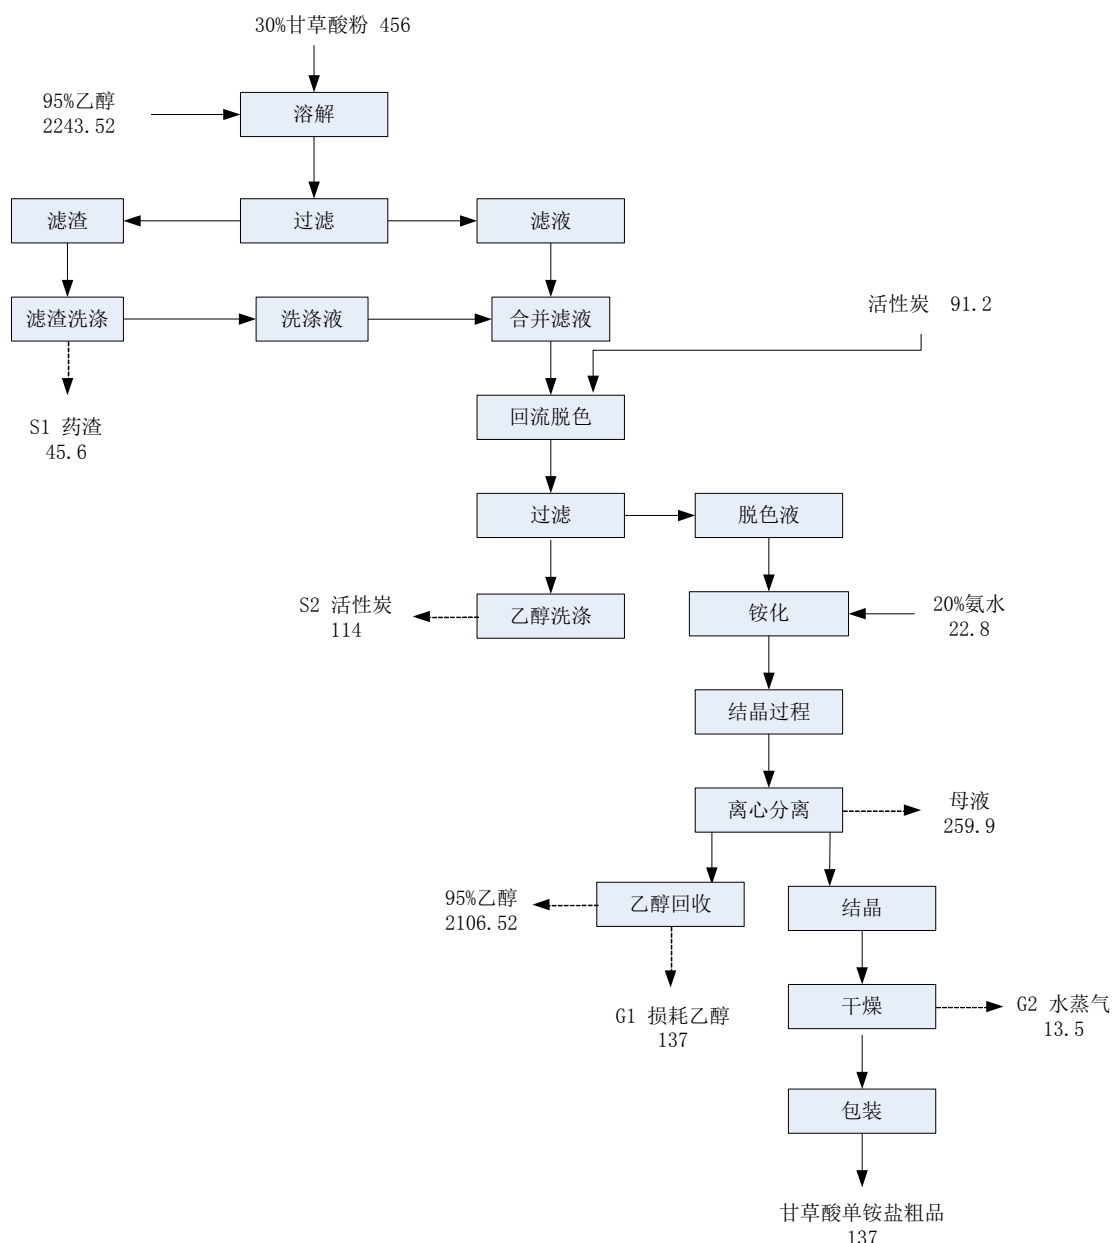 30%甘草酸粉 456
95%乙醇
2243.52
溶解
滤渣
过滤
滤液
滤渣洗涤
洗涤液
合并滤液
活性炭 91.2
回流脱色
S1 药渣
45.6
过滤
脱色液
S2 活性炭
114
乙醇洗涤
铵化
20%氨水
22.8
结晶过程
离心分离
母液
259.9
95%乙醇
2106.52
乙醇回收
结晶
G1 损耗乙醇
137
干燥
G2 水蒸气
13.5
包装
甘草酸单铵盐粗品
137